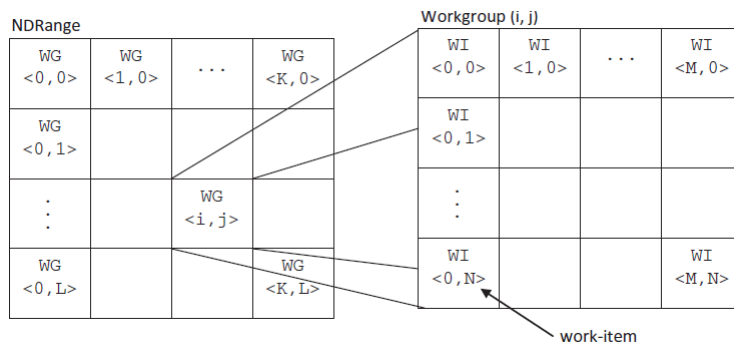 NDRange
WG WG WG
<0,0> <1,0> ... <K,0>
WG
<0,1>
⋮
WG
<i,j>
WG WG
<0,L> <K,L>
Workgroup (i, j)
WI WI WI
<0,0> <1,0> ... <M,0>
WI
<0,1>
⋮
WI WI
<0,N> <M,N>
work-item